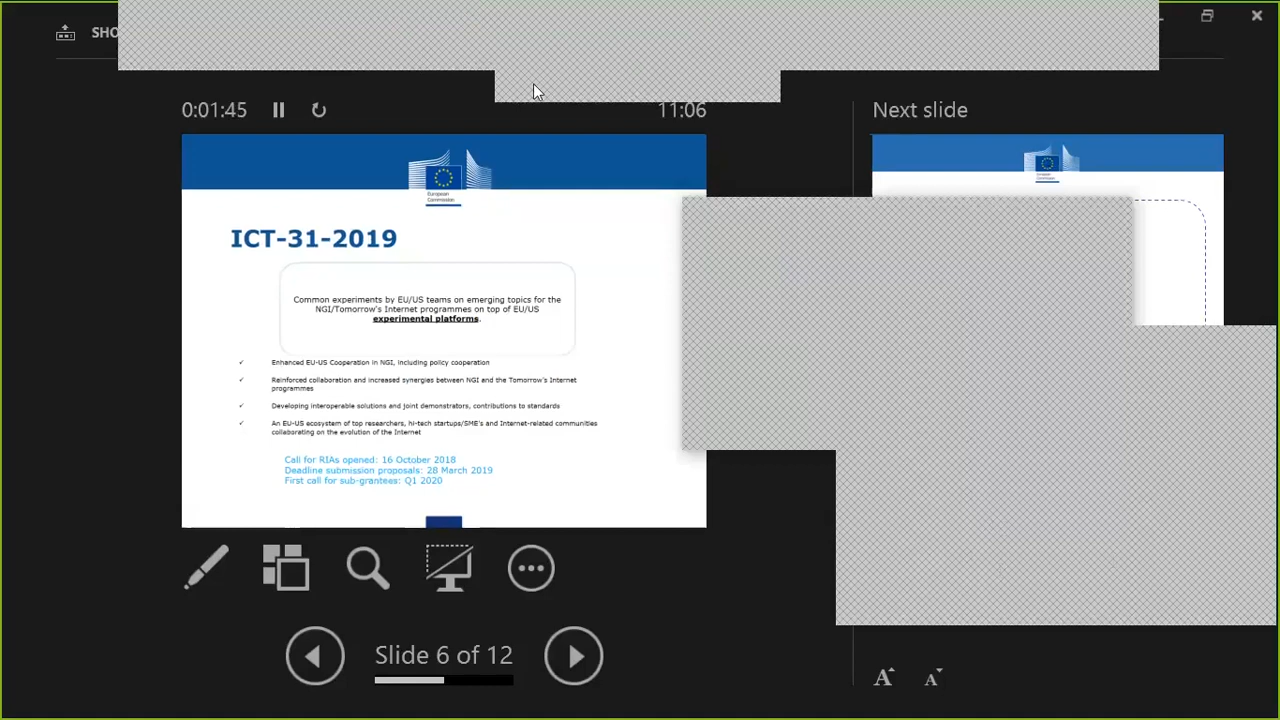 SHO
0:01:45
11:06
Next slide
European
Commission
ICT-31-2019
Common experiments by EU/US teams on emerging topics for the
NGI/Tomorrow's Internet programmes on top of EU/US
experimental platforms.
✓ Enhanced EU-US Cooperation in NGI, including policy cooperation
✓ Reinforced collaboration and increased synergies between NGI and the Tomorrow's Internet
programmes
✓ Developing interoperable solutions and joint demonstrators, contributions to standards
✓ An EU-US ecosystem of top researchers, hi-tech startups/SME's and Internet-related communities
collaborating on the evolution of the Internet
Call for RIAs opened: 16 October 2018
Deadline submission proposals: 28 March 2019
First call for sub-grantees: Q1 2020
European
Commission
Slide 6 of 12
A A